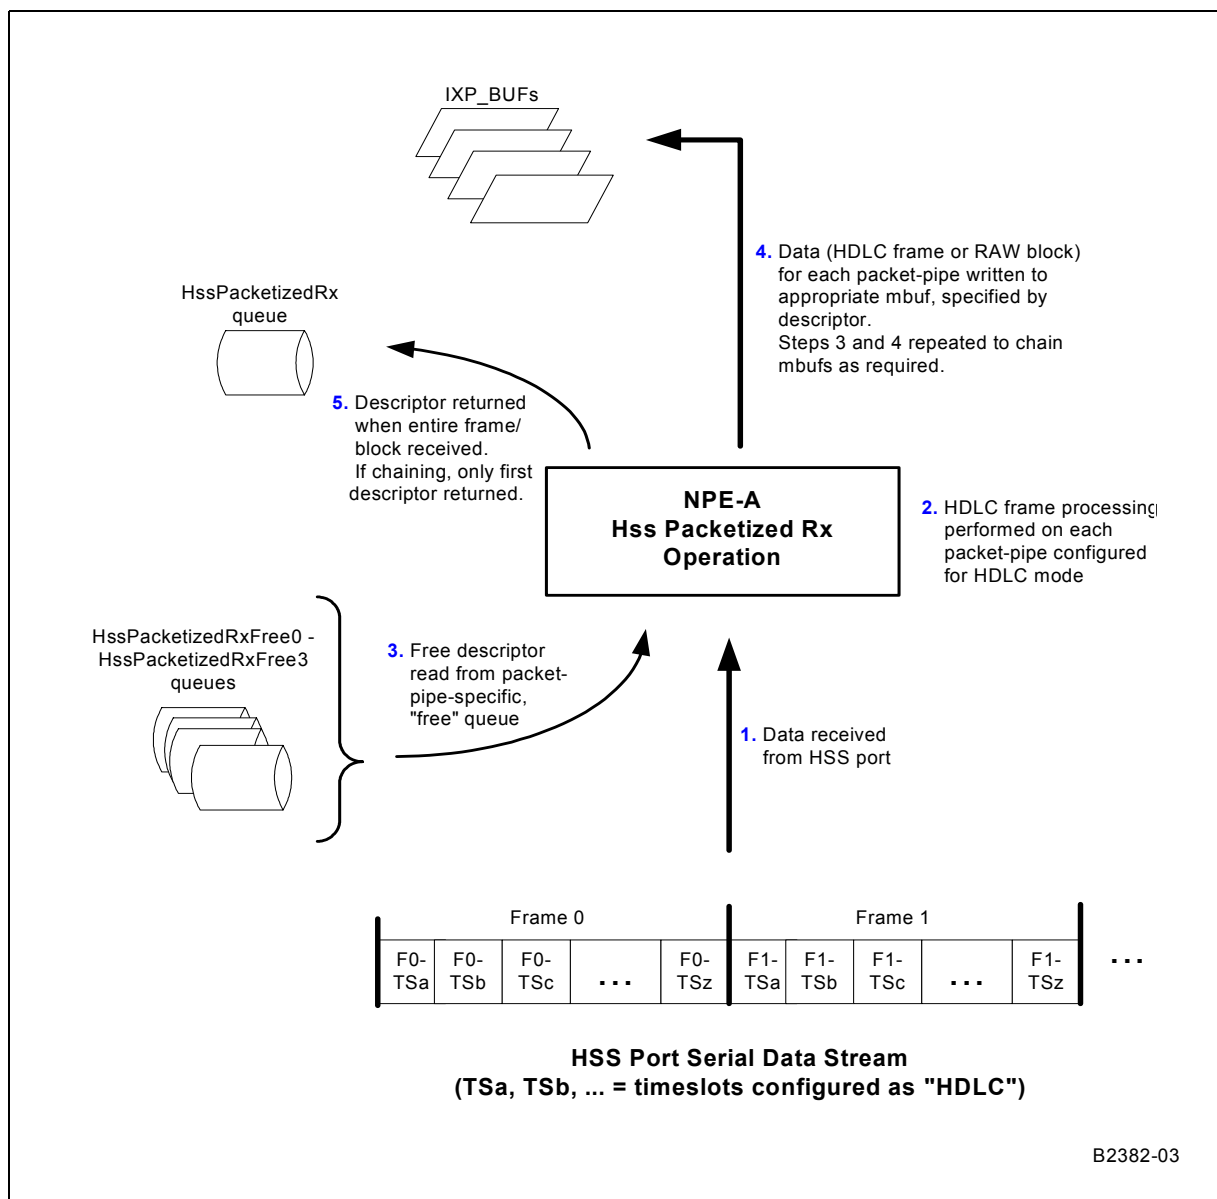 IXP_BUFs
4. Data (HDLC frame or RAW block)
for each packet-pipe written to
appropriate mbuf, specified by
descriptor.
Steps 3 and 4 repeated to chain
mbufs as required.
HssPacketizedRx
queue
5. Descriptor returned
when entire frame/
block received.
If chaining, only first
descriptor returned.
NPE-A
Hss Packetized Rx
Operation
2. HDLC frame processing
performed on each
packet-pipe configured
for HDLC mode
HssPacketizedRxFree0 -
HssPacketizedRxFree3
queues
3. Free descriptor
read from packet-
pipe-specific,
"free" queue
1. Data received
from HSS port
Frame 0 Frame 1
F0- F0- F0- F0- F1- F1- F1- F1-
TSa TSb TSc ... TSz TSa TSb TSc ... TSz ...
HSS Port Serial Data Stream
(TSa, TSb, ... = timeslots configured as "HDLC")
B2382-03